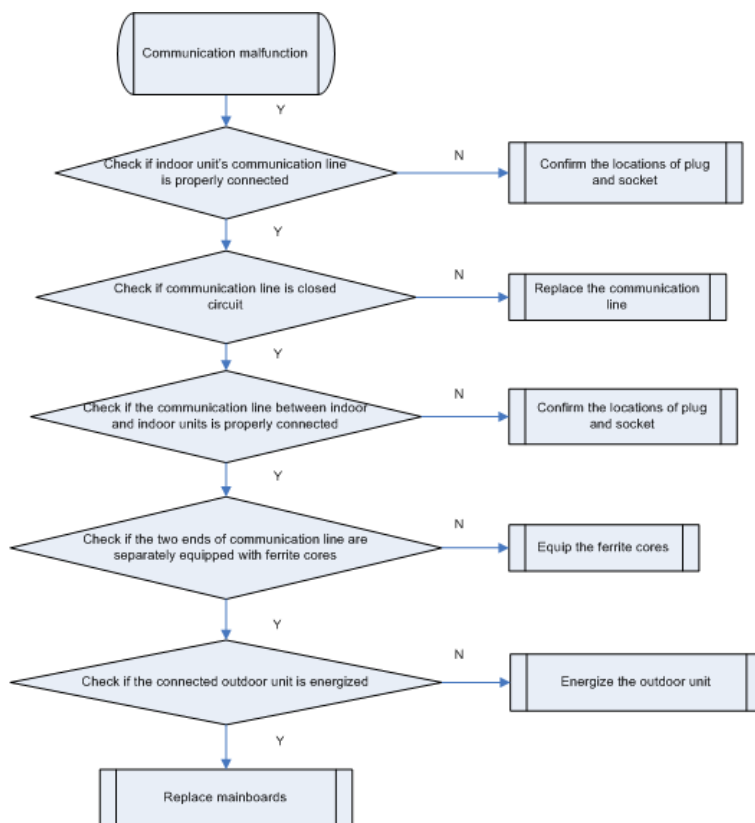 Communication malfunction
Y
Check if indoor unit's communication line
is properly connected
N
Confirm the locations of plug
and socket
Y
Check if communication line is closed
circuit
N
Replace the communication
line
Y
Check if the communication line between indoor
and indoor units is properly connected
N
Confirm the locations of plug
and socket
Y
Check if the two ends of communication line are
separately equipped with ferrite cores
N
Equip the ferrite cores
Y
Check if the connected outdoor unit is energized
N
Energize the outdoor unit
Y
Replace mainboards